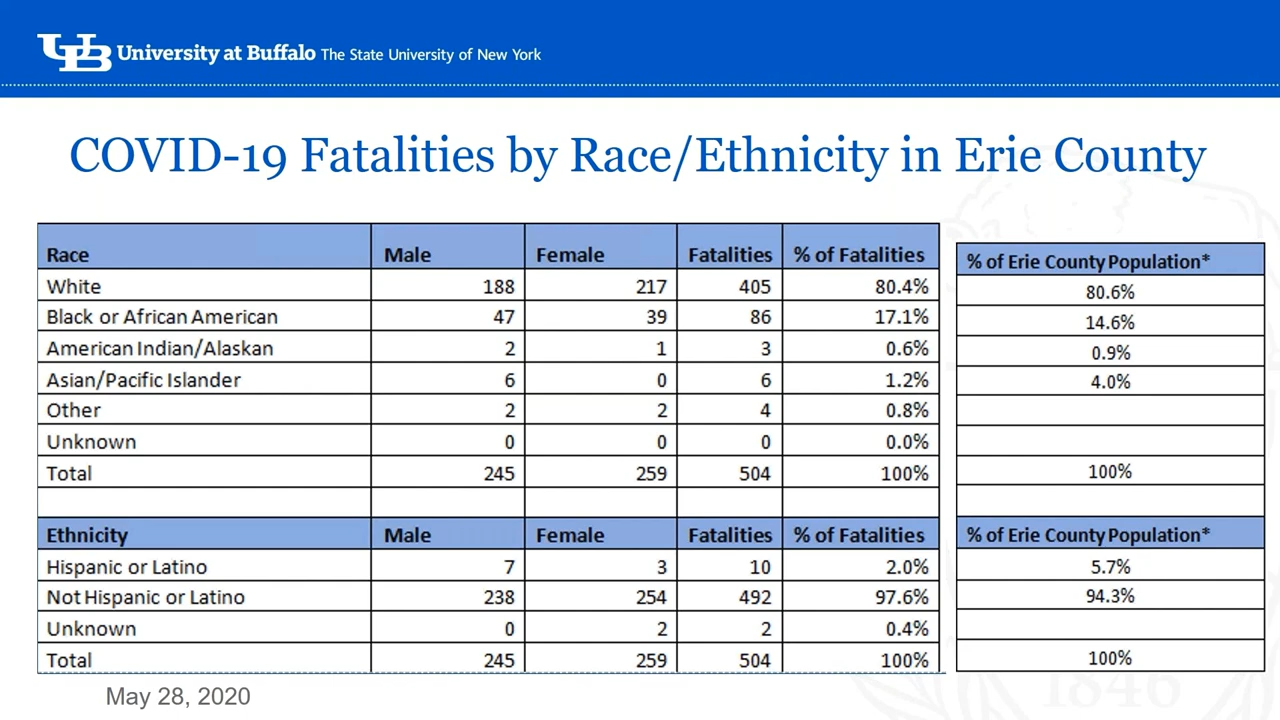 UB University at Buffalo The State University of New York
COVID-19 Fatalities by Race/Ethnicity in Erie County
Race Male Female Fatalities % of Fatalities % of Erie County Population*
White 188 217 405 80.4% 80.6%
Black or African American 47 39 86 17.1% 14.6%
American Indian/Alaskan 2 1 3 0.6% 0.9%
Asian/Pacific Islander 6 0 6 1.2% 4.0%
Other 2 2 4 0.8%
Unknown 0 0 0 0.0%
Total 245 259 504 100% 100%
Ethnicity Male Female Fatalities % of Fatalities % of Erie County Population*
Hispanic or Latino 7 3 10 2.0% 5.7%
Not Hispanic or Latino 238 254 492 97.6% 94.3%
Unknown 0 2 2 0.4%
Total 245 259 504 100% 100%
May 28, 2020
1846